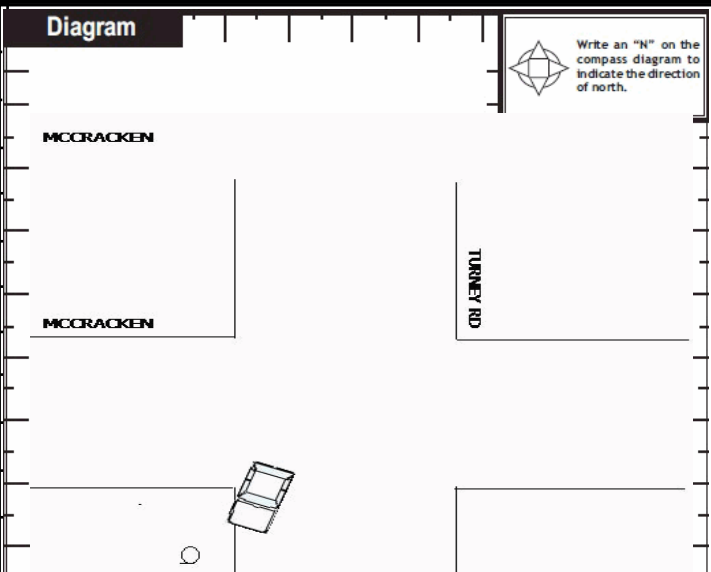 Diagram
Write an “N” on the
compass diagram to
indicate the direction
of north.
MCCRACKEN
TURNEY RD
MCCRACKEN